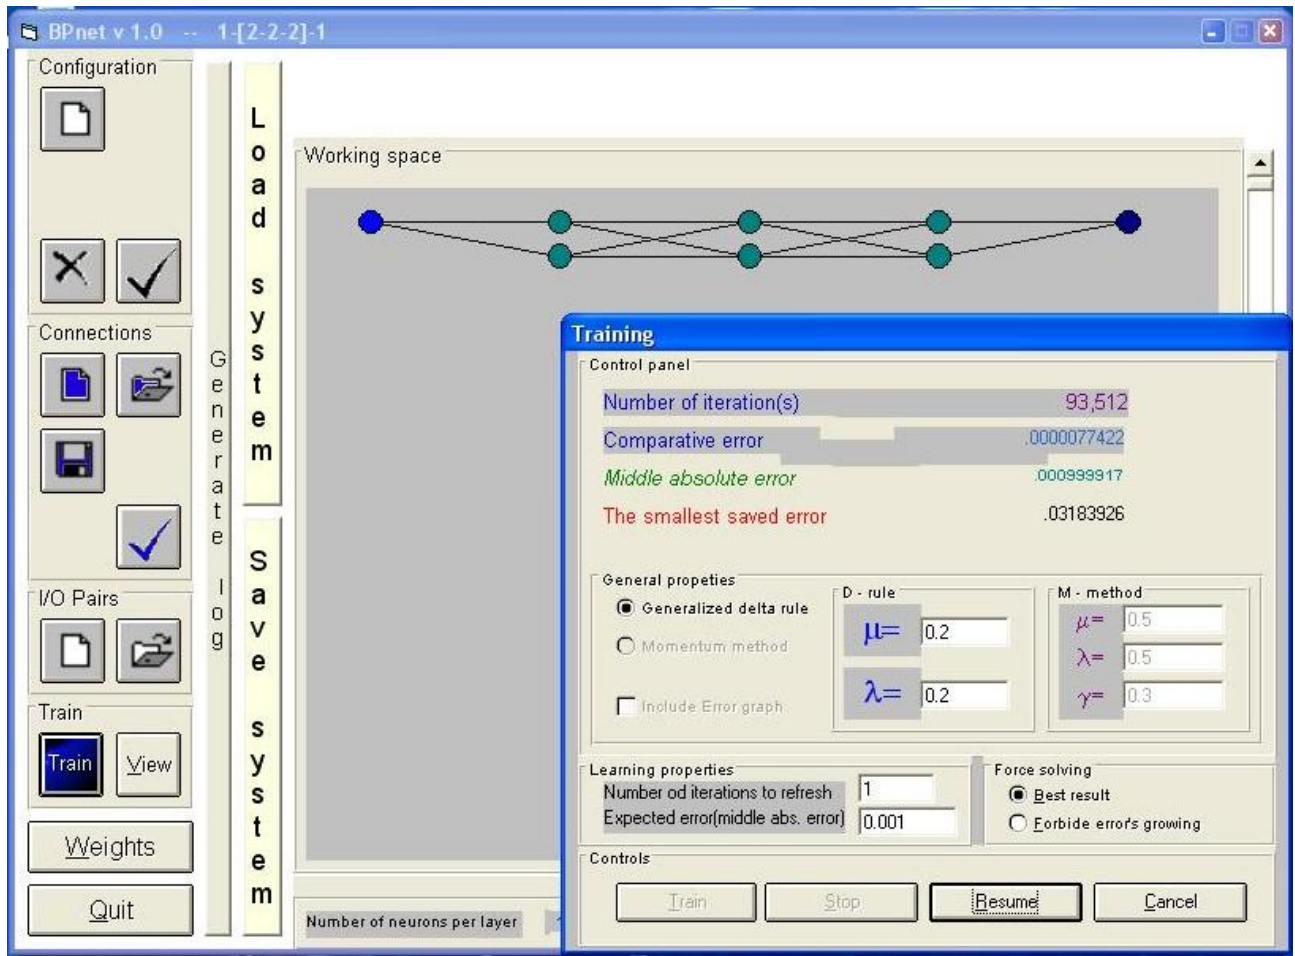 BPnet v 1.0 -- 1-[2-2-2]-1
Configuration
Connections
I/O Pairs
Train
Train
View
Weights
Quit
Generate log
Load system
Save system
Working space
Number of neurons per layer
Training
Control panel
Number of iteration(s) 93,512
Comparative error .0000077422
Middle absolute error .000999917
The smallest saved error .03183926
General propeties
Generalized delta rule
Momentum method
Include Error graph
D - rule
μ= 0.2
λ= 0.2
M - method
μ= 0.5
λ= 0.5
γ= 0.3
Learning properties
Number od iterations to refresh 1
Expected error(middle abs. error) 0.001
Force solving
Best result
Forbide error's growing
Controls
Train Stop Resume Cancel